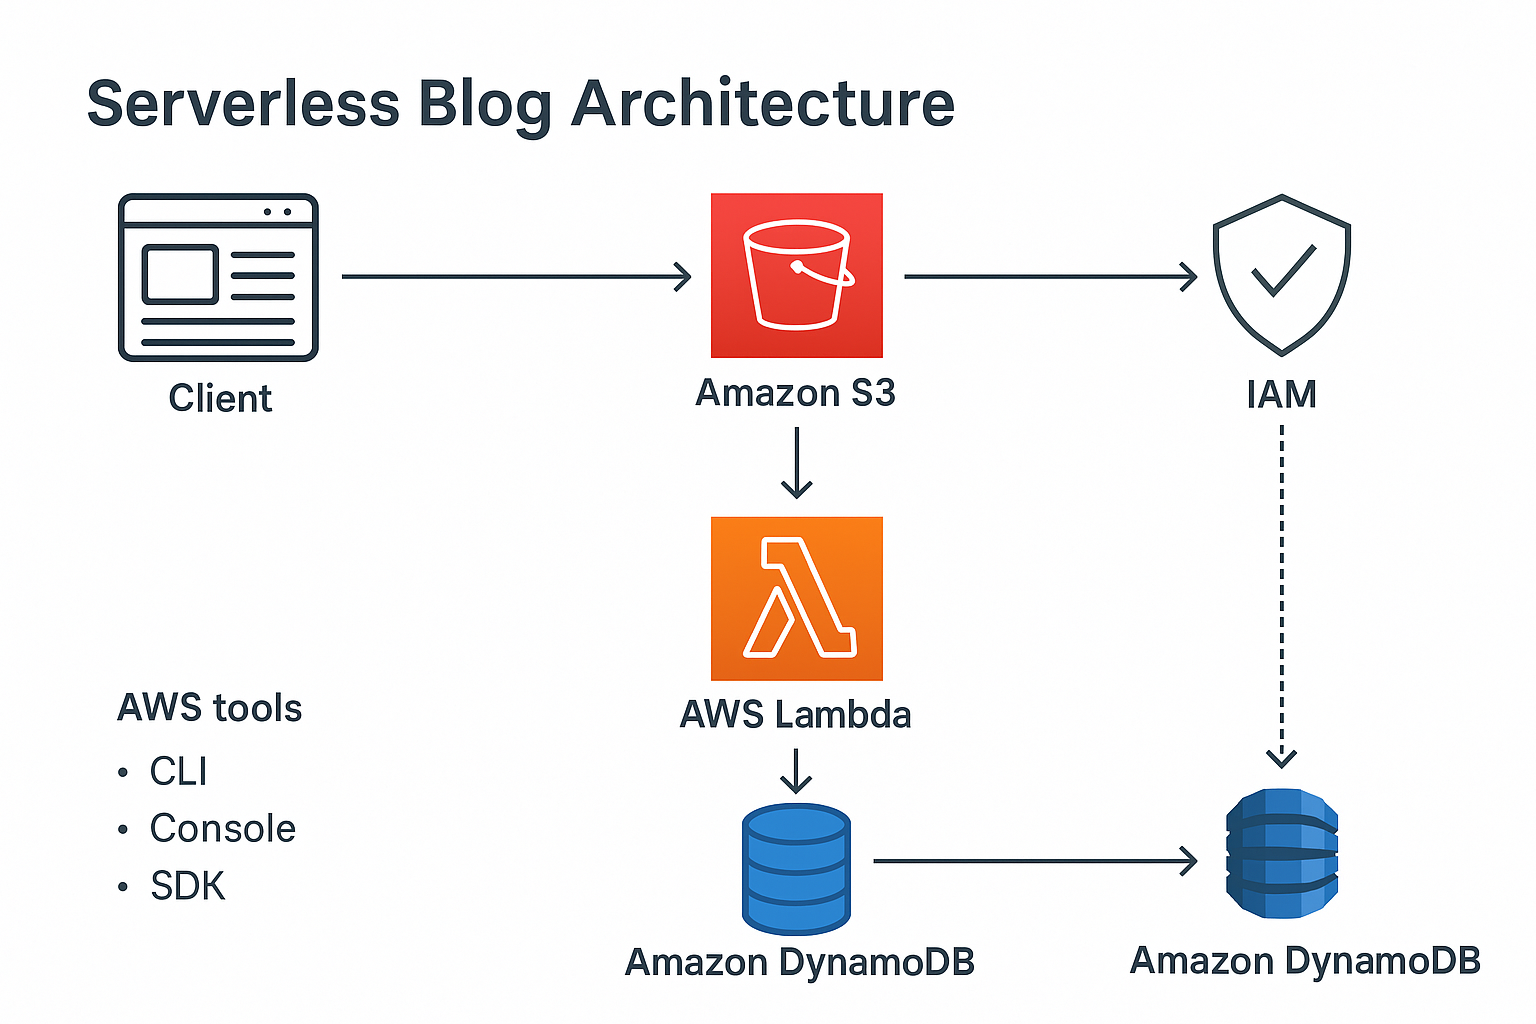 Serverless Blog Architecture
Client
Amazon S3
IAM
AWS Lambda
AWS tools
• CLI
• Console
• SDK
Amazon DynamoDB
Amazon DynamoDB